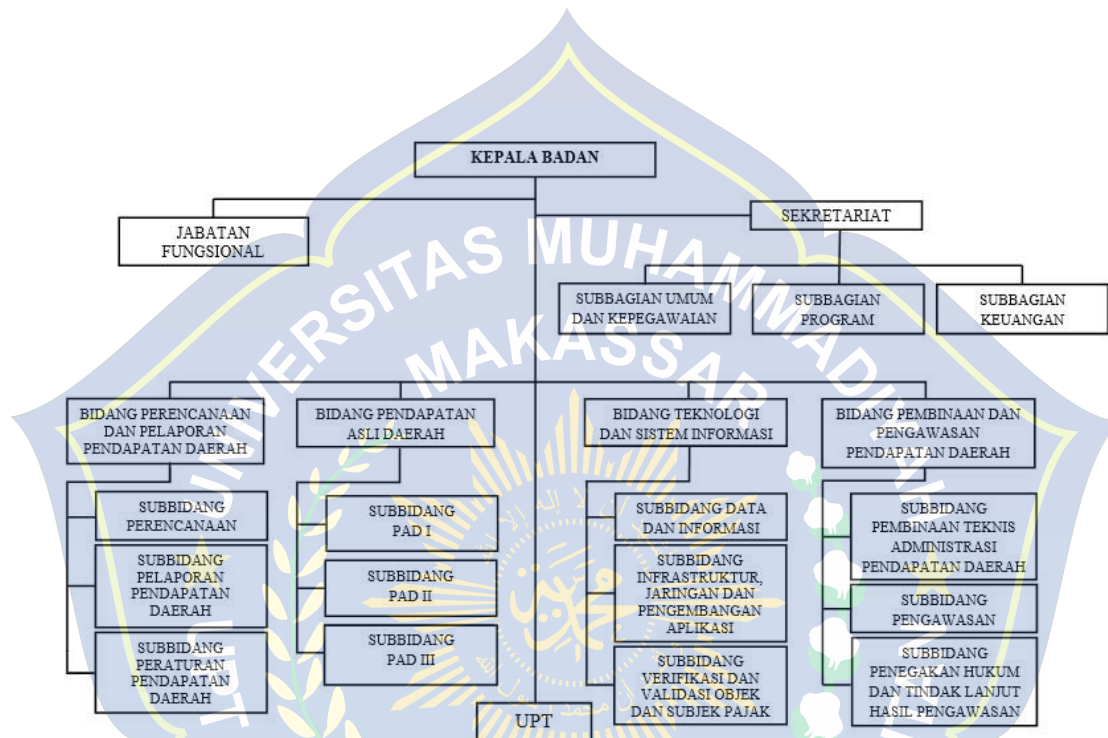 KEPALA BADAN
JABATAN
FUNGSIONAL
SEKRETARIAT
SUBBAGIAN UMUM
DAN KEPEGAWAIAN
SUBBAGIAN
PROGRAM
SUBBAGIAN
KEUANGAN
UNIVERSITAS MUHAMMADIYAH
MAKASSAR
BIDANG PERENCANAAN
DAN PELAPORAN
PENDAPATAN DAERAH
BIDANG PENDAPATAN
ASLI DAERAH
BIDANG TEKNOLOGI
DAN SISTEM INFORMASI
BIDANG PEMBINAAN DAN
PENGAWASAN
PENDAPATAN DAERAH
SUBBIDANG
PERENCANAAN
SUBBIDANG
PELAPORAN
PENDAPATAN
DAERAH
SUBBIDANG
PERATURAN
PENDAPATAN
DAERAH
SUBBIDANG
PAD I
SUBBIDANG
PAD II
SUBBIDANG
PAD III
SUBBIDANG DATA
DAN INFORMASI
SUBBIDANG
INFRASTRUKTUR,
JARINGAN DAN
PENGEMBANGAN
APLIKASI
SUBBIDANG
VERIFIKASI DAN
VALIDASI OBJEK
DAN SUBJEK PAJAK
SUBBIDANG
PEMBINAAN TEKNIS
ADMINISTRASI
PENDAPATAN DAERAH
SUBBIDANG
PENGAWASAN
SUBBIDANG
PENEGAKAN HUKUM
DAN TINDAK LANJUT
HASIL PENGAWASAN
UPT
UPT